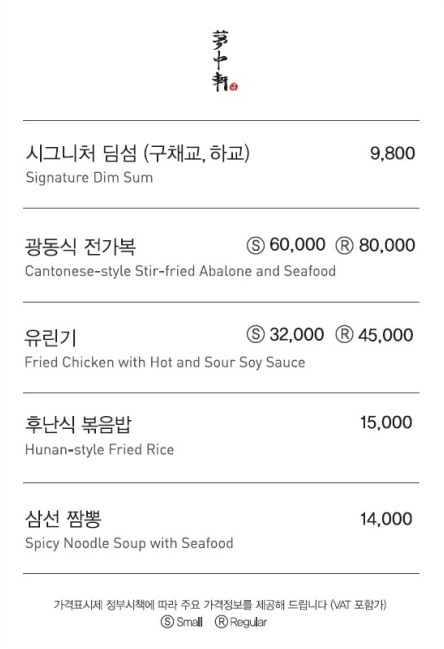 夢中軒
시그니처 딤섬 (구채교, 하교) 9,800
Signature Dim Sum
광동식 전가복 Ⓢ 60,000 Ⓡ 80,000
Cantonese-style Stir-fried Abalone and Seafood
유린기 Ⓢ 32,000 Ⓡ 45,000
Fried Chicken with Hot and Sour Soy Sauce
후난식 볶음밥 15,000
Hunan-style Fried Rice
삼선 짬뽕 14,000
Spicy Noodle Soup with Seafood
가격표시제 정부시책에 따라 주요 가격정보를 제공해 드립니다 (VAT 포함가)
Ⓢ Small Ⓡ Regular